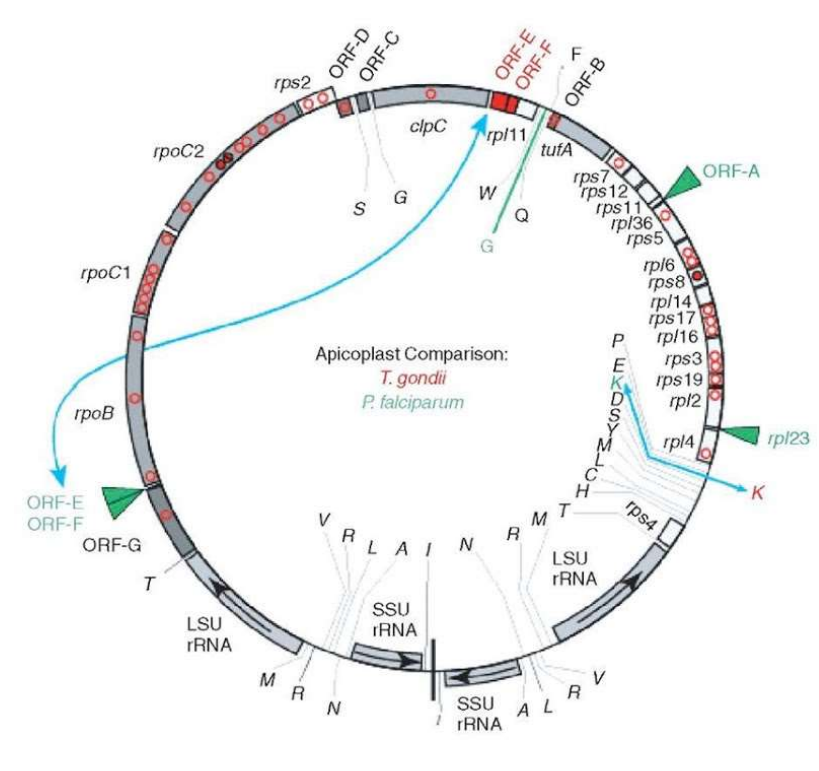 ORF-D
ORF-C
rps2
rpoC2
clpC
ORF-E
ORF-F
rpl11
F
ORF-B
tufA
S
G
W
Q
G
rps7
rps12
ORF-A
rps11
rpl36
rps5
rpl6
rps8
rpl14
rps17
rpl16
rps3
rps19
rpl2
rpl23
rpl4
rpoC1
rpoB
Apicoplast Comparison:
T. gondii
P. falciparum
P
E
K
D
S
Y
M
L
C
H
T
K
rps4
ORF-E
ORF-F
ORF-G
T
LSU
rRNA
V
R
L
A
I
N
R
M
LSU
rRNA
SSU
rRNA
M
R
N
I
SSU
rRNA
A
L
R
V